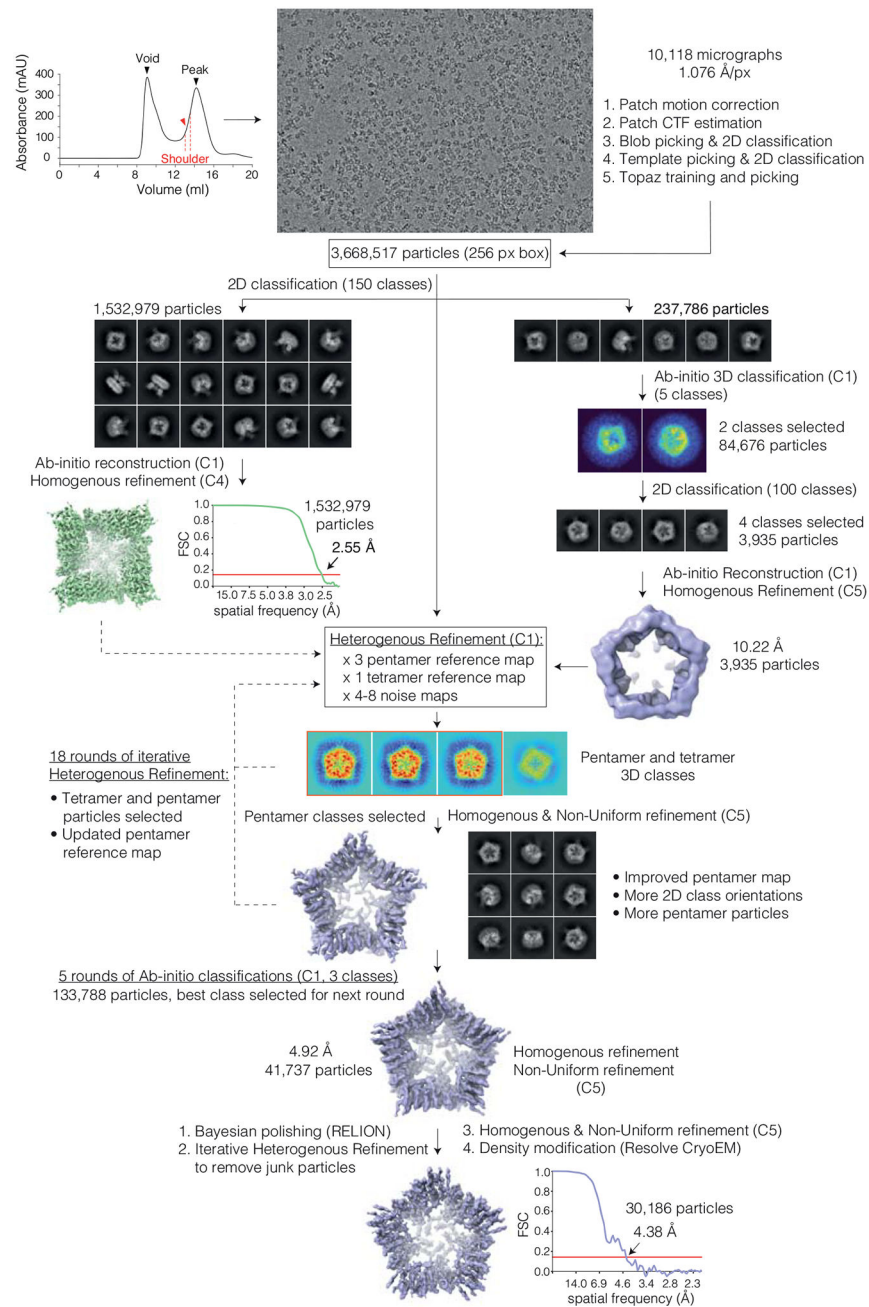 Void
Peak
Absorbance (mAU)
400
300
200
100
0
Shoulder
0 4 8 12 16 20
Volume (ml)
10,118 micrographs
1.076 Å/px
1. Patch motion correction
2. Patch CTF estimation
3. Blob picking & 2D classification
4. Template picking & 2D classification
5. Topaz training and picking
3,668,517 particles (256 px box)
2D classification (150 classes)
1,532,979 particles
237,786 particles
Ab-initio 3D classification (C1)
(5 classes)
2 classes selected
84,676 particles
Ab-initio reconstruction (C1)
Homogenous refinement (C4)
2D classification (100 classes)
4 classes selected
3,935 particles
FSC
1.0
0.8
0.6
0.4
0.2
0.0
1,532,979
particles
2.55 Å
15.0 7.5 5.0 3.8 3.0 2.5
spatial frequency (Å)
Ab-initio Reconstruction (C1)
Homogenous Refinement (C5)
Heterogenous Refinement (C1):
x 3 pentamer reference map
x 1 tetramer reference map
x 4-8 noise maps
10.22 Å
3,935 particles
18 rounds of iterative
Heterogenous Refinement:
• Tetramer and pentamer
particles selected
• Updated pentamer
reference map
Pentamer and tetramer
3D classes
Pentamer classes selected
Homogenous & Non-Uniform refinement (C5)
• Improved pentamer map
• More 2D class orientations
• More pentamer particles
5 rounds of Ab-initio classifications (C1, 3 classes)
133,788 particles, best class selected for next round
4.92 Å
41,737 particles
Homogenous refinement
Non-Uniform refinement
(C5)
1. Bayesian polishing (RELION)
2. Iterative Heterogenous Refinement
to remove junk particles
3. Homogenous & Non-Uniform refinement (C5)
4. Density modification (Resolve CryoEM)
FSC
1.0
0.8
0.6
0.4
0.2
0.0
30,186 particles
4.38 Å
14.0 6.9 4.6 3.4 2.8 2.3
spatial frequency (Å)